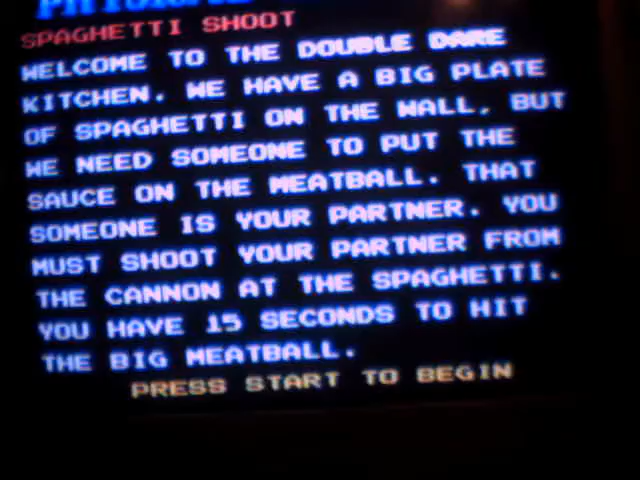 SPAGHETTI SHOOT
WELCOME TO THE DOUBLE DARE
KITCHEN. WE HAVE A BIG PLATE
OF SPAGHETTI ON THE WALL, BUT
WE NEED SOMEONE TO PUT THE
SAUCE ON THE MEATBALL. THAT
SOMEONE IS YOUR PARTNER. YOU
MUST SHOOT YOUR PARTNER FROM
THE CANNON AT THE SPAGHETTI.
YOU HAVE 15 SECONDS TO HIT
THE BIG MEATBALL.
PRESS START TO BEGIN